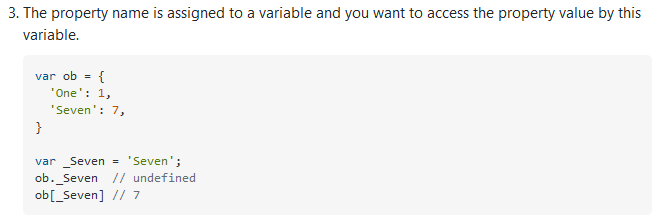 3. The property name is assigned to a variable and you want to access the property value by this
variable.
var ob = {
  'One': 1,
  'Seven': 7,
}
var _Seven = 'Seven';
ob._Seven  // undefined
ob[_Seven] // 7